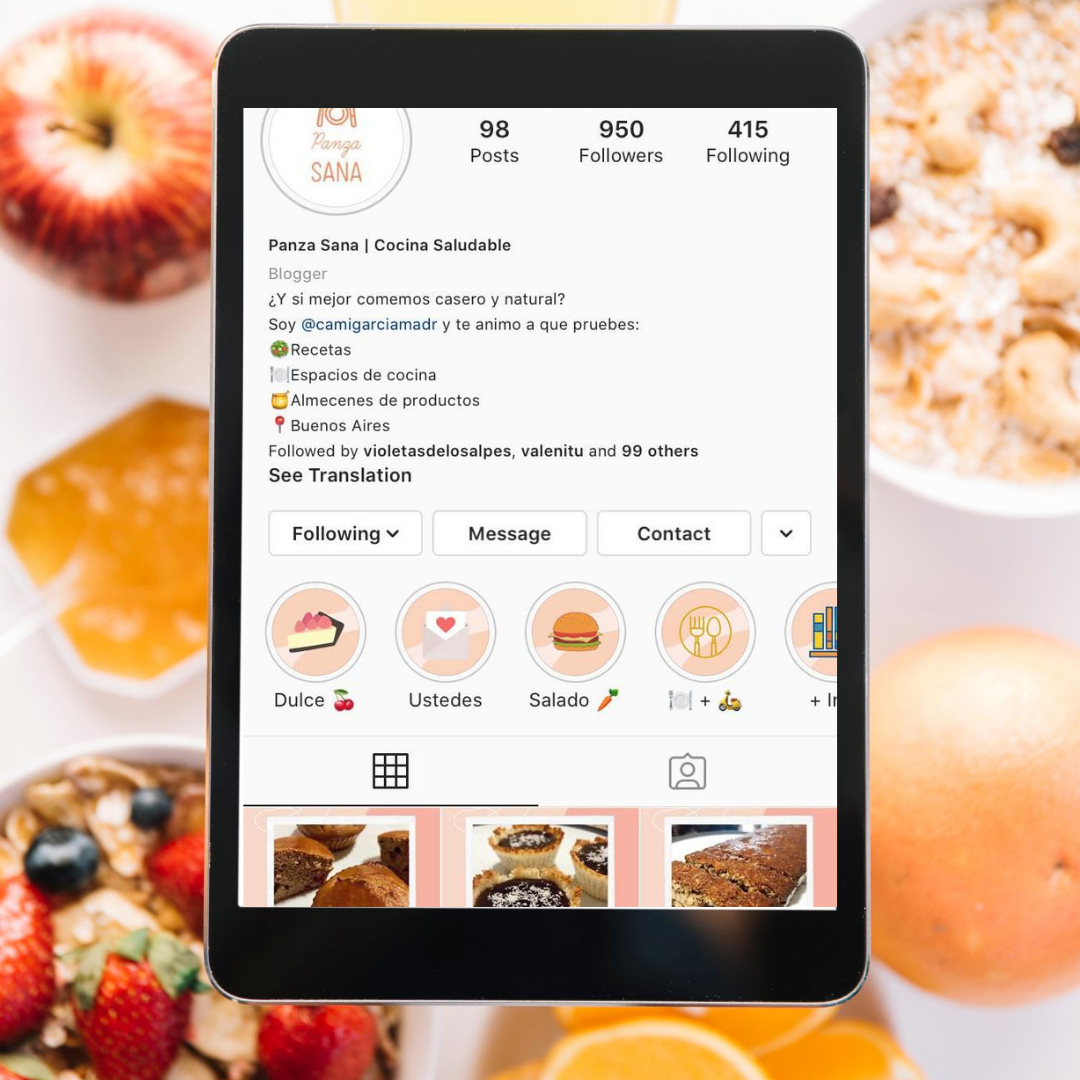 Panza
SANA
98 950 415
Posts Followers Following
Panza Sana | Cocina Saludable
Blogger
¿Y si mejor comemos casero y natural?
Soy @camigarciamadr y te animo a que pruebes:
🥗Recetas
🍽️Espacios de cocina
🍯Almecenes de productos
📍Buenos Aires
Followed by violetasdelosalpes, valenitu and 99 others
See Translation
Following Message Contact
Dulce 🍒 Ustedes Salado 🥕 🍽️ + 🛵 +